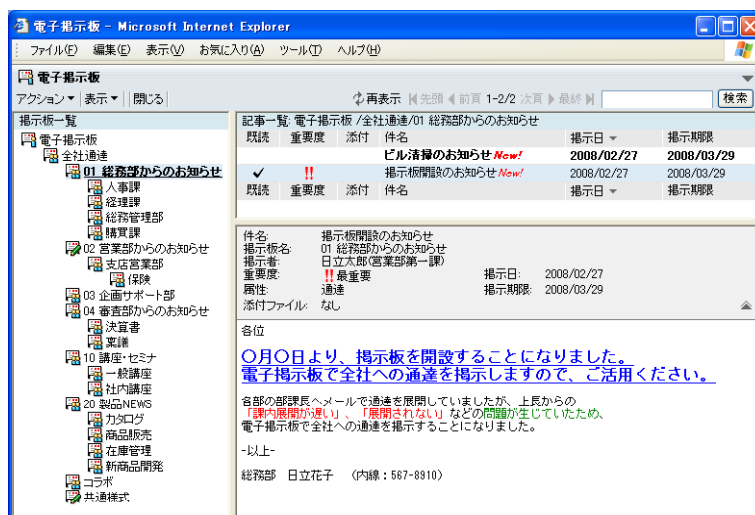 電子掲示板 - Microsoft Internet Explorer
ファイル(F) 編集(E) 表示(V) お気に入り(A) ツール(T) ヘルプ(H)
電子掲示板
アクション 表示 閉じる 再表示 先頭 前頁 1-2/2 次頁 最終 検索
掲示板一覧
電子掲示板
全社通達
01 総務部からのお知らせ
人事課
経理課
総務管理部
購買課
02 営業部からのお知らせ
支店営業部
保険
03 企画サポート部
04 審査部からのお知らせ
決算書
稟議
10 講座・セミナ
一般講座
社内講座
20 製品NEWS
カタログ
商品販売
在庫管理
新商品開発
コラボ
共通様式
記事一覧: 電子掲示板 /全社通達/01 総務部からのお知らせ
既読 重要度 添付 件名 掲示日 掲示期限
ビル清掃のお知らせ New! 2008/02/27 2008/03/29
✓ !! 掲示板開設のお知らせ New! 2008/02/27 2008/03/29
既読 重要度 添付 件名 掲示日 掲示期限
件名: 掲示板開設のお知らせ
掲示板名: 01 総務部からのお知らせ
掲示者: 日立太郎(営業部第一課)
重要度: !!最重要 掲示日: 2008/02/27
属性: 通達 掲示期限: 2008/03/29
添付ファイル: なし
各位
〇月〇日より、掲示板を開設することになりました。
電子掲示板で全社への通達を掲示しますので、ご活用ください。
各部の部課長へメールで通達を展開していましたが、上長からの
「課内展開が遅い」、「展開されない」などの問題が生じていたため、
電子掲示板で全社への通達を掲示することになりました。
-以上-
総務部 日立花子 (内線：567-8910)